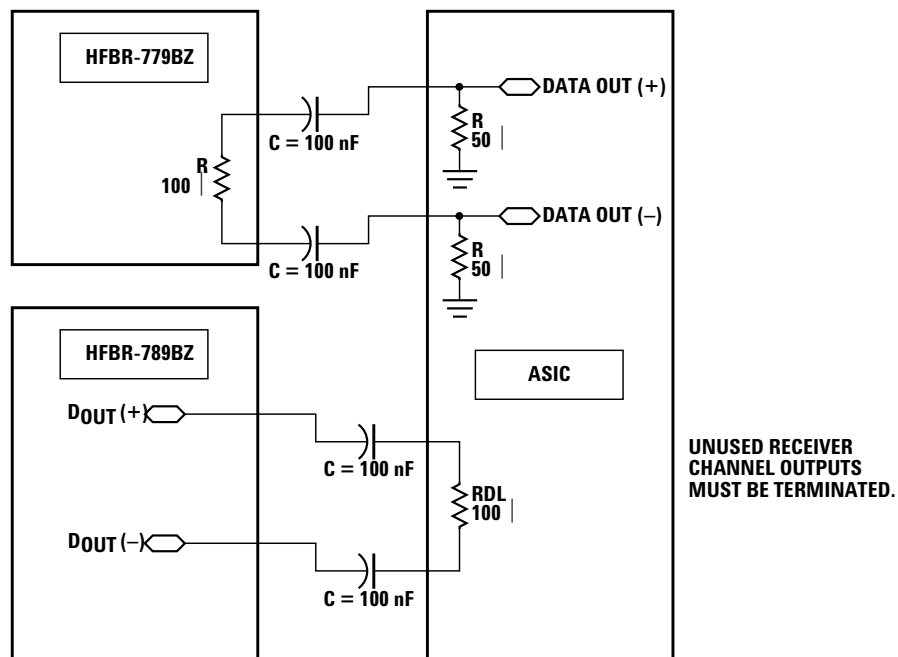 HFBR-779BZ
DATA OUT (+)
R
50 |
C = 100 nF
R
100 |
DATA OUT (–)
R
50 |
C = 100 nF
HFBR-789BZ
ASIC
DOUT (+)
C = 100 nF
UNUSED RECEIVER
CHANNEL OUTPUTS
MUST BE TERMINATED.
RDL
100 |
DOUT (–)
C = 100 nF